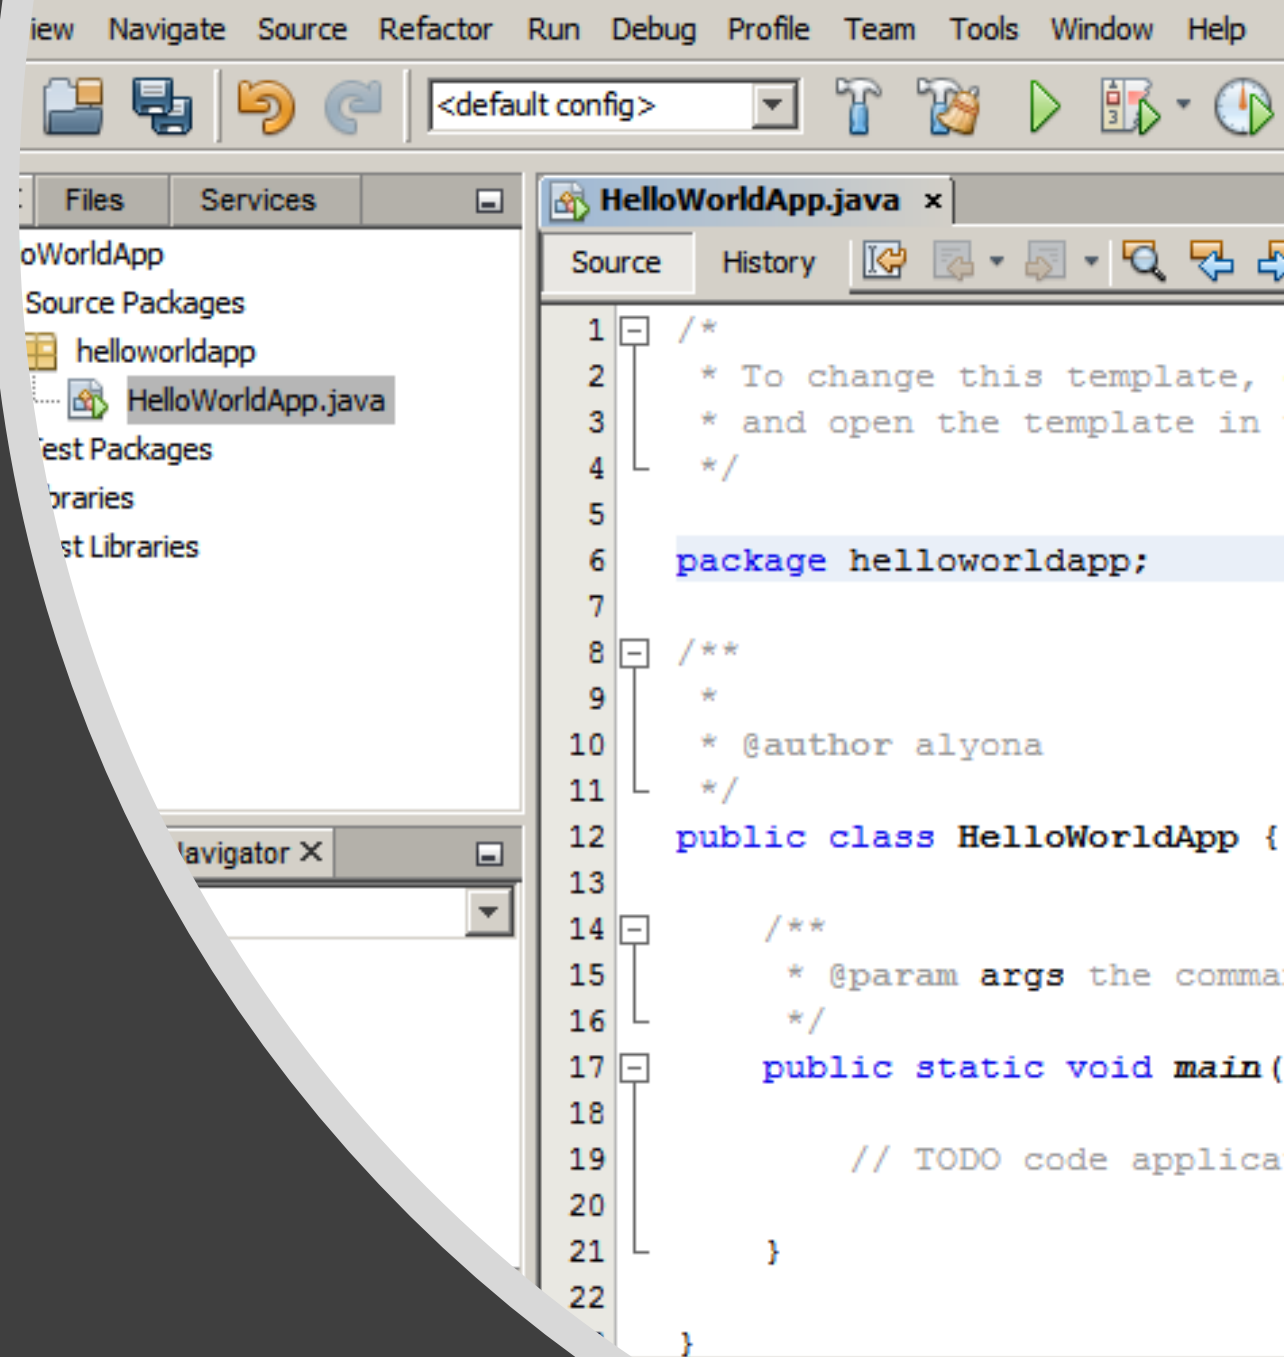 Navigate Source Refactor Run Debug Profile Team Tools Window Help
<default config>
Files Services
HelloWorldApp.java ×
oWorldApp
Source Packages
helloworldapp
HelloWorldApp.java
est Packages
braries
st Libraries
avigator X
Source History
1 /*
2 * To change this template,
3 * and open the template in
4 */
5
6 package helloworldapp;
7
8 /**
9 *
10 * @author alyona
11 */
12 public class HelloWorldApp {
13
14 /**
15 * @param args the comma
16 */
17 public static void main(
18
19 // TODO code applica
20
21 }
22
}